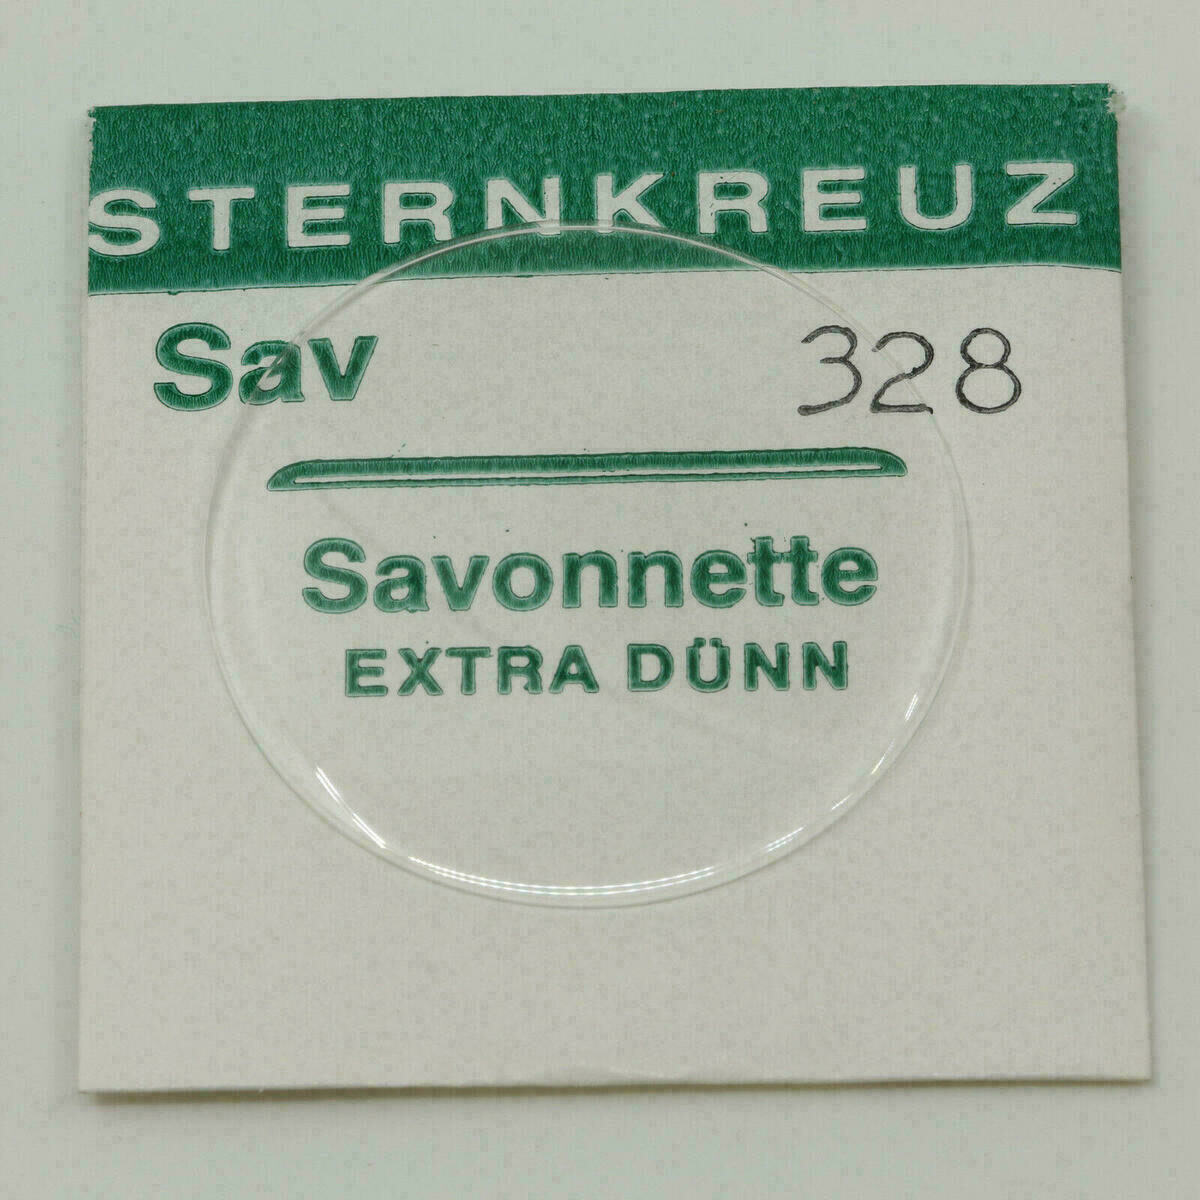 STERNKREUZ
Sav 328
Savonnette
EXTRA DÜNN